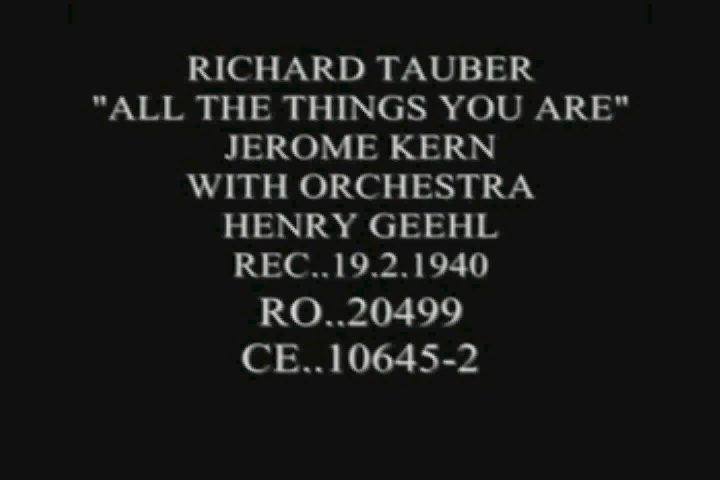 RICHARD TAUBER
"ALL THE THINGS YOU ARE"
JEROME KERN
WITH ORCHESTRA
HENRY GEEHL
REC..19.2.1940
RO..20499
CE..10645-2